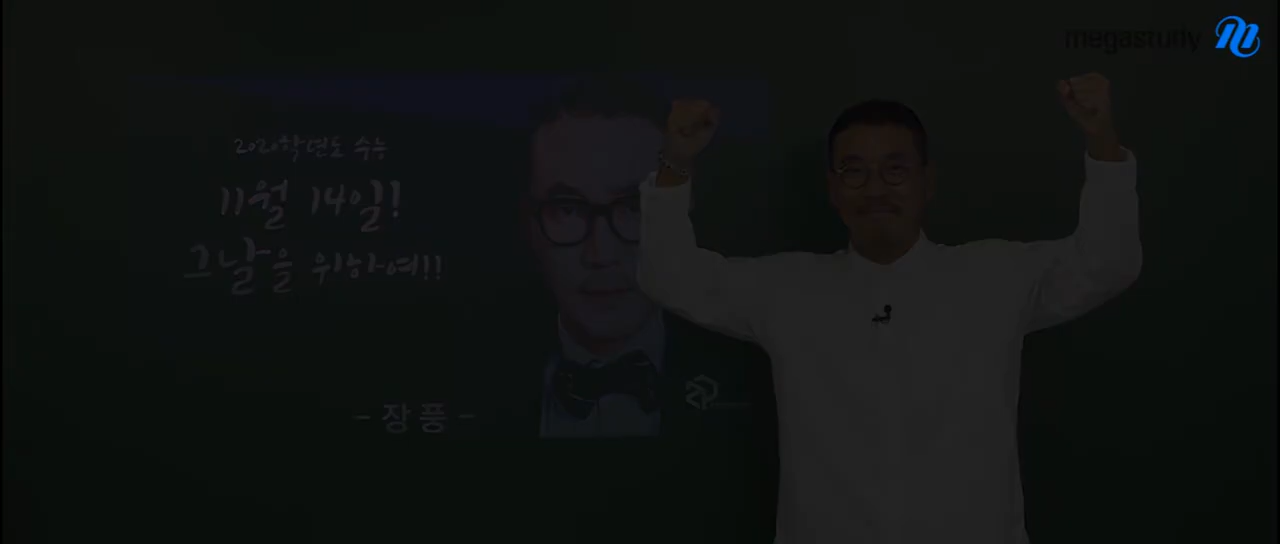 megastudy
2020학년도 수능
11월 14일!
그날을 위하여!!
- 장풍 -